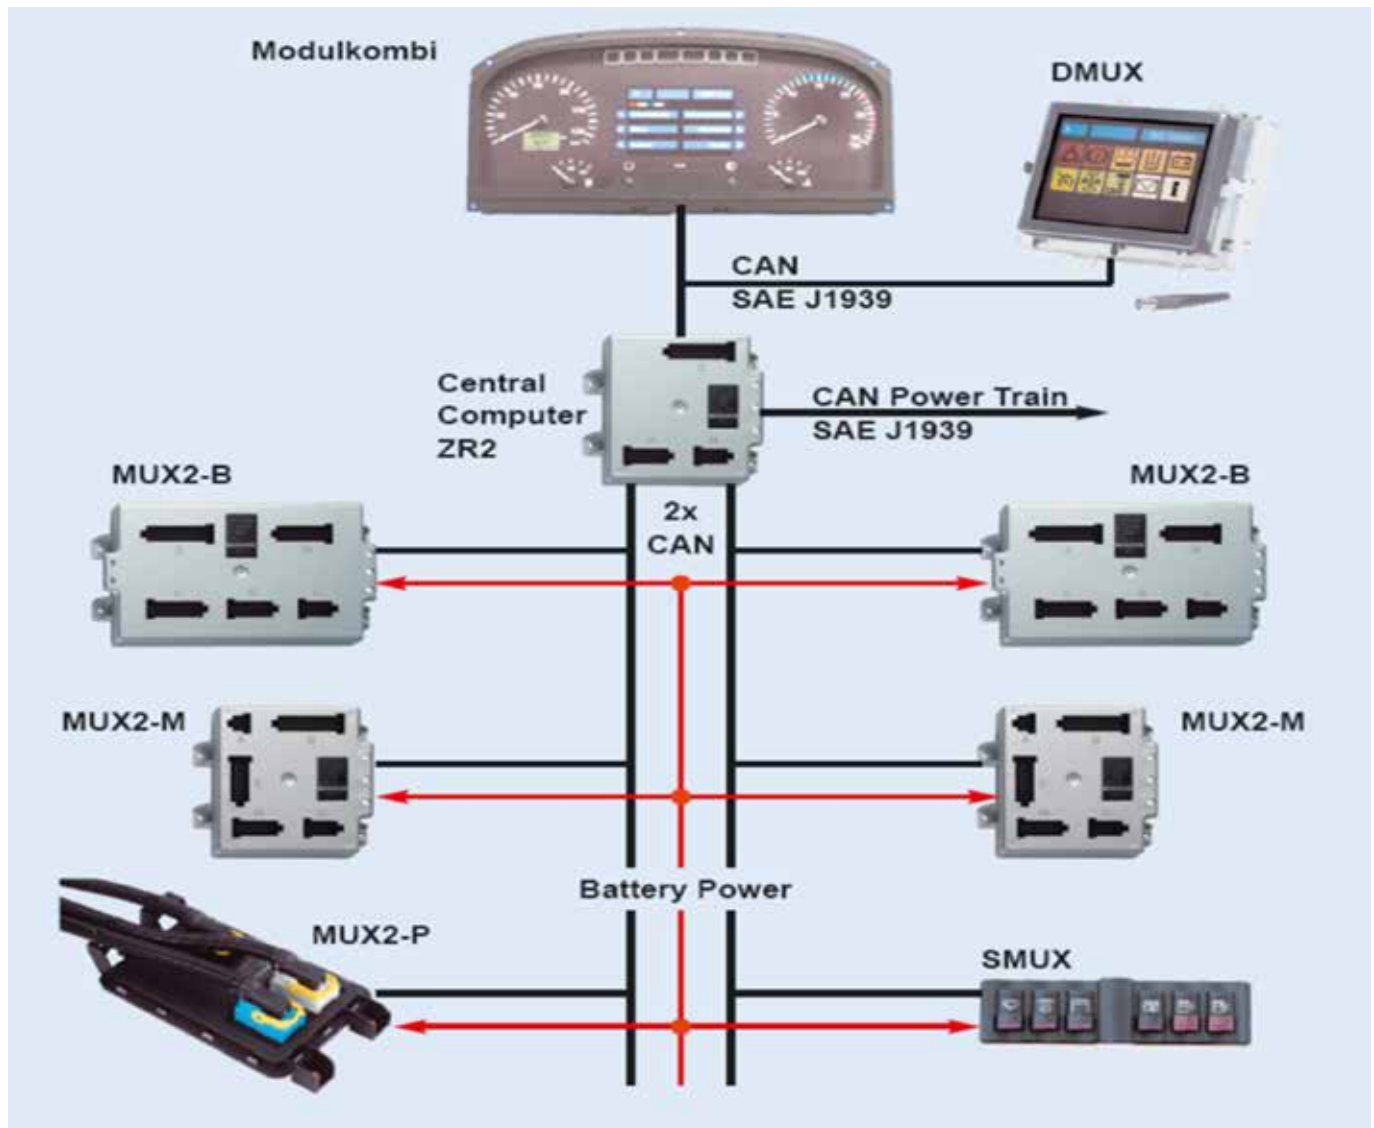 Modulkombi
DMUX
CAN
SAE J1939
Central
Computer
ZR2
CAN Power Train
SAE J1939
MUX2-B
MUX2-B
2x
CAN
MUX2-M
MUX2-M
Battery Power
MUX2-P
SMUX